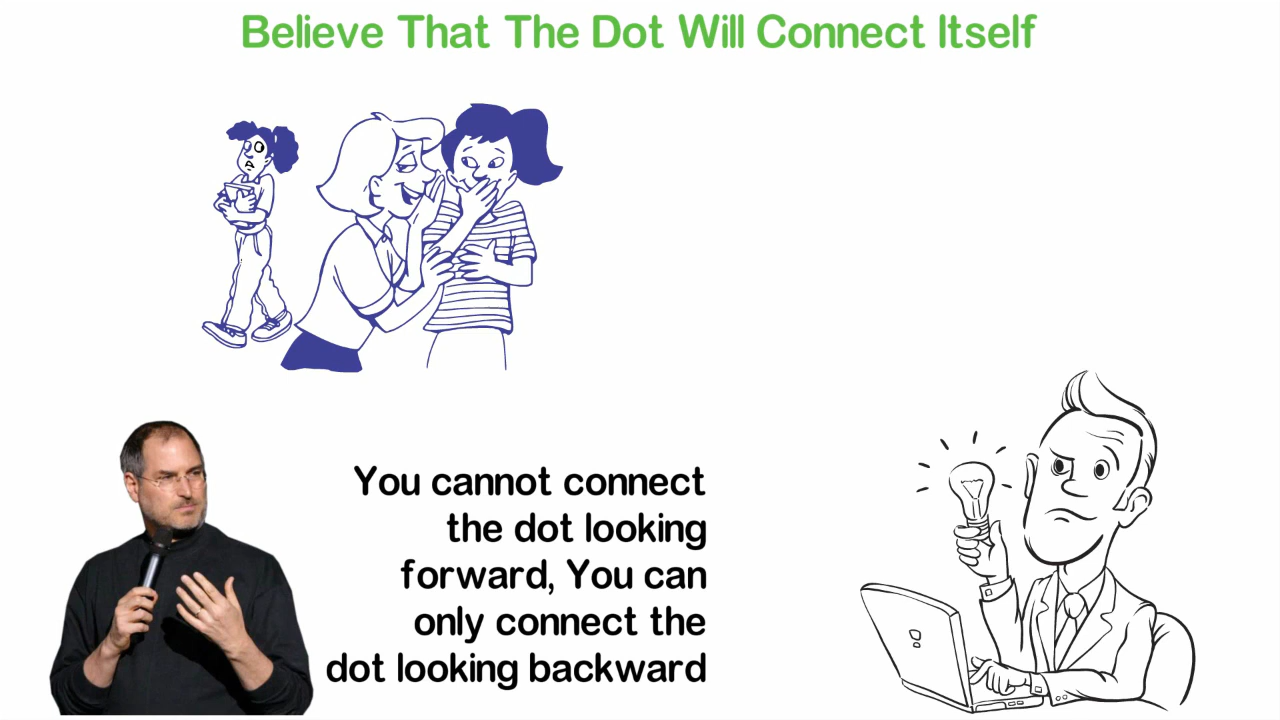 Believe That The Dot Will Connect Itself
You cannot connect
the dot looking
forward, You can
only connect the
dot looking backward